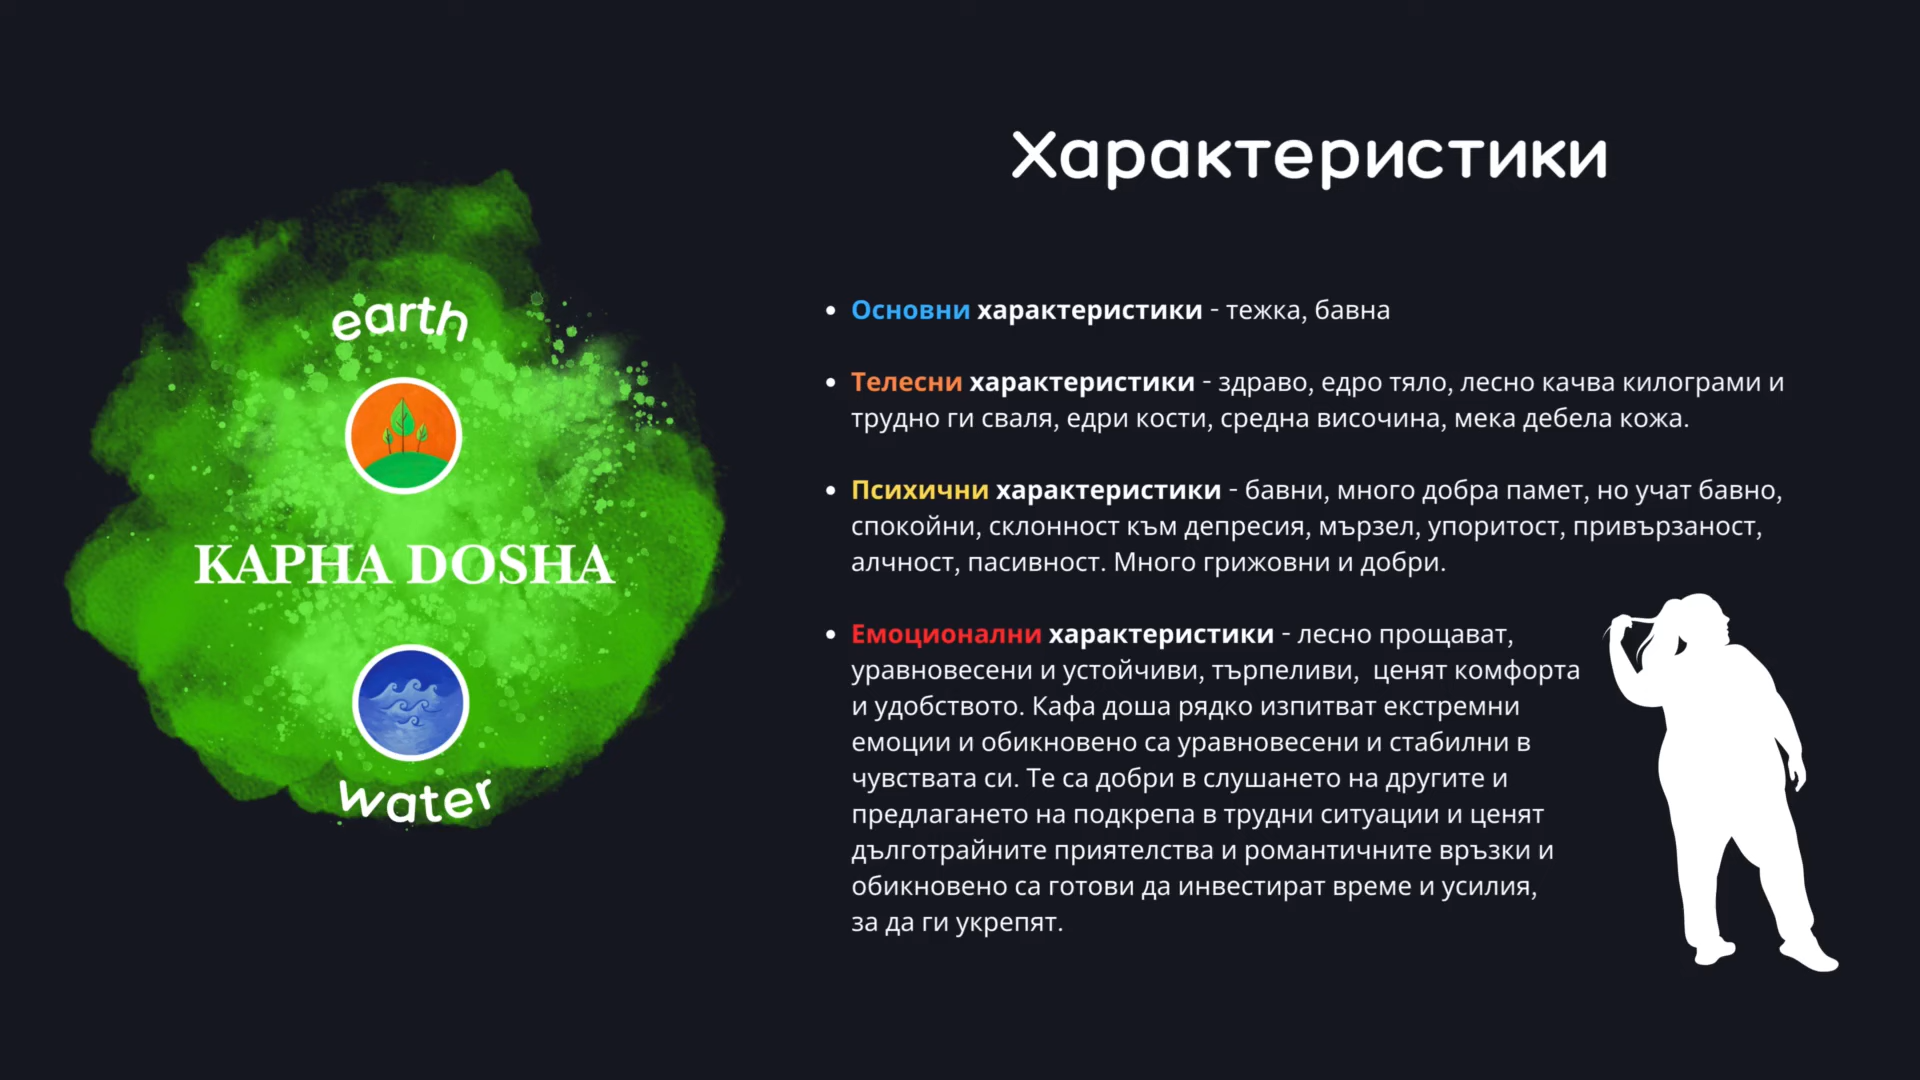 earth
KAPHA DOSHA
water
Характеристики
Основни характеристики - тежка, бавна
Телесни характеристики - здраво, едро тяло, лесно качва килограми и
трудно ги сваля, едри кости, средна височина, мека дебела кожа.
Психични характеристики - бавни, много добра памет, но учат бавно,
спокойни, склонност към депресия, мързел, упоритост, привързаност,
алчност, пасивност. Много грижовни и добри.
Емоционални характеристики - лесно прощават,
уравновесени и устойчиви, търпеливи,  ценят комфорта
и удобството. Кафа доша рядко изпитват екстремни
емоции и обикновено са уравновесени и стабилни в
чувствата си. Те са добри в слушането на другите и
предлагането на подкрепа в трудни ситуации и ценят
дълготрайните приятелства и романтичните връзки и
обикновено са готови да инвестират време и усилия,
за да ги укрепят.